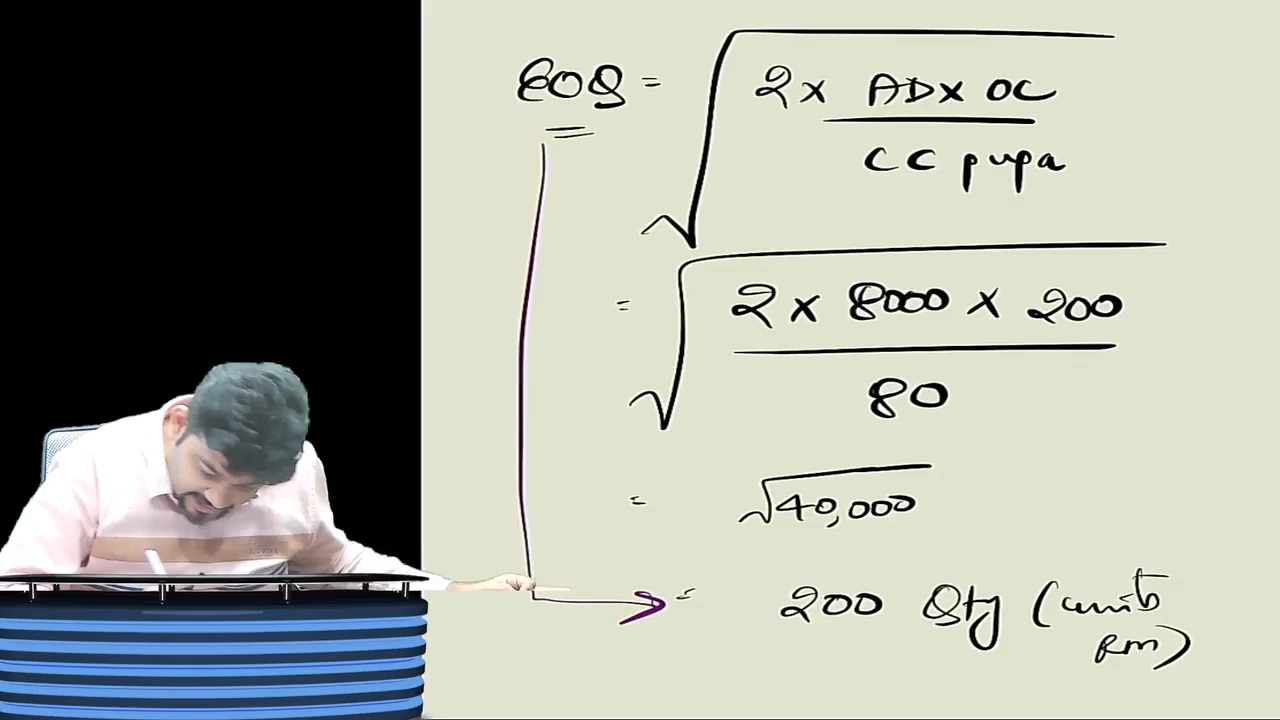 EOQ = √ 2 x AD x OC
CC pupa
= √ 2 x 8000 x 200
80
= √40,000
= 200 Qty (units
RM)